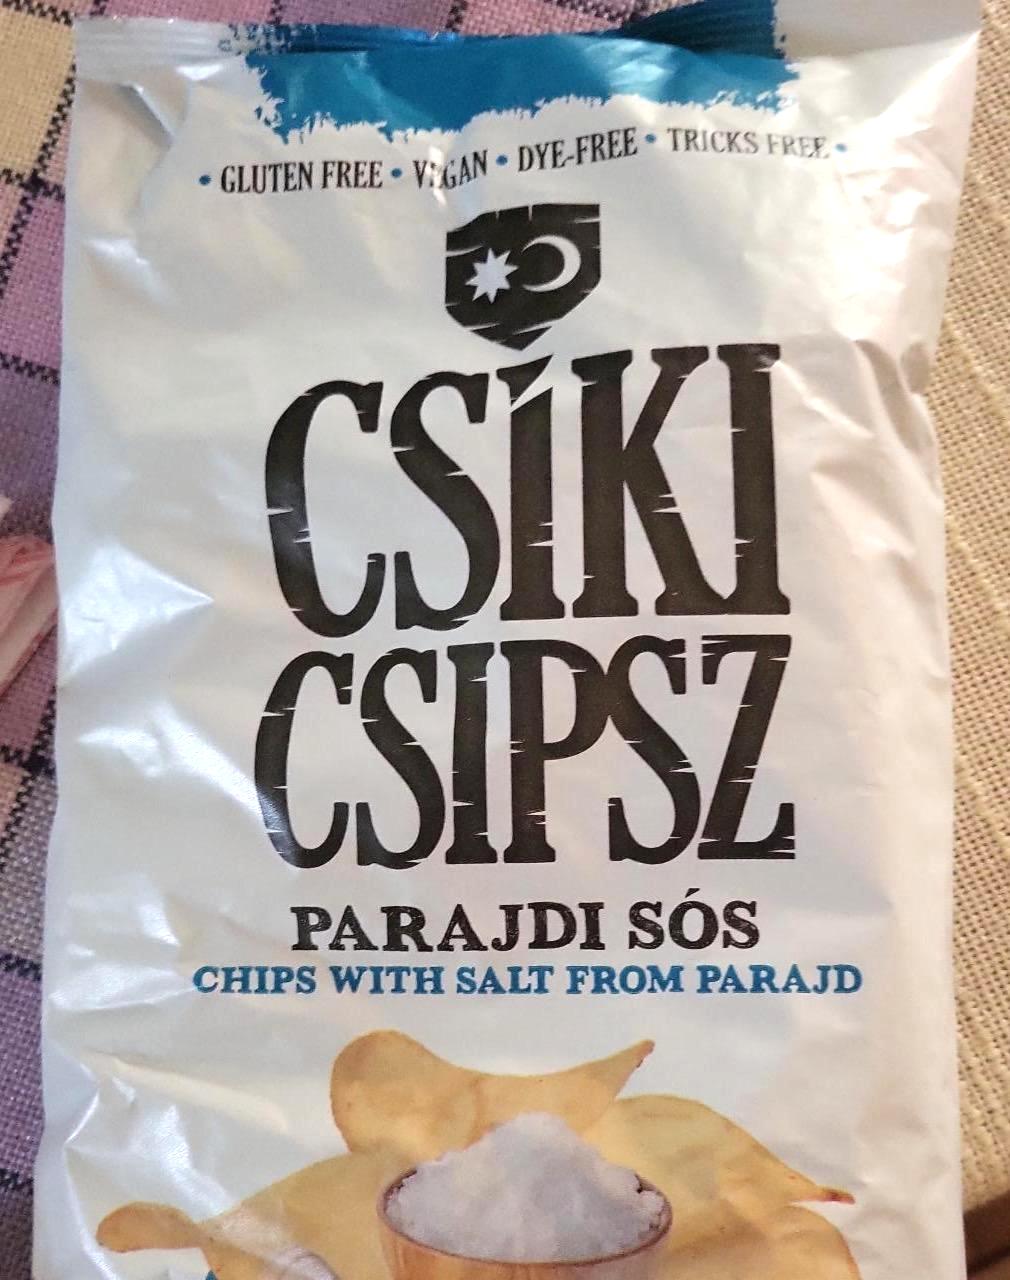 • GLUTEN FREE • VEGAN • DYE-FREE • TRICKS FREE •
CSÍKI
CSIPSZ
PARAJDI SÓS
CHIPS WITH SALT FROM PARAJD